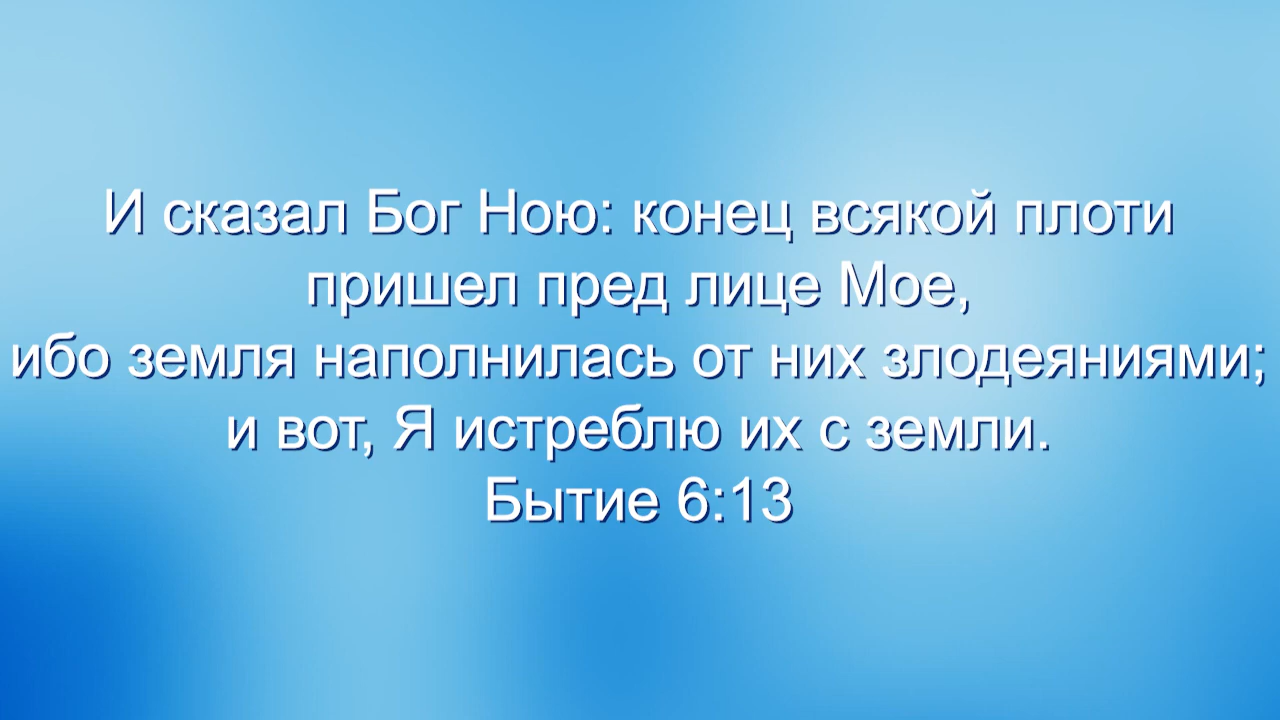 И сказал Бог Ною: конец всякой плоти
пришел пред лице Мое,
ибо земля наполнилась от них злодеяниями;
и вот, Я истреблю их с земли.
Бытие 6:13